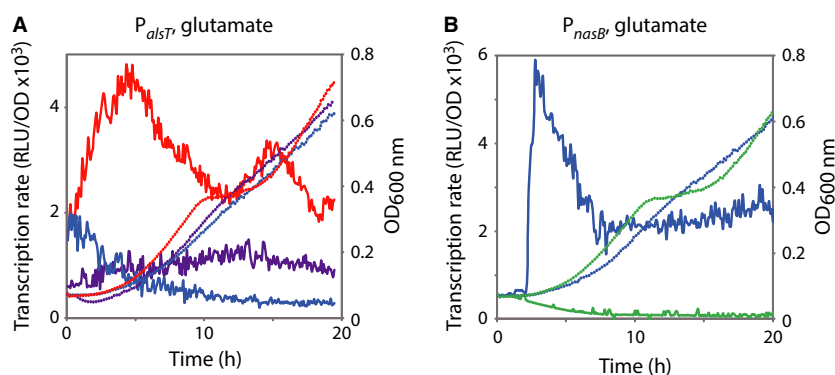 A
P_alsT, glutamate
Transcription rate (RLU/OD x10³)
4
2
0
0.8
0.6
0.4
0.2
0
OD600 nm
0
10
20
Time (h)
B
P_nasB, glutamate
Transcription rate (RLU/OD x10³)
6
4
2
0
0.8
0.6
0.4
0.2
0
OD600 nm
0
10
20
Time (h)